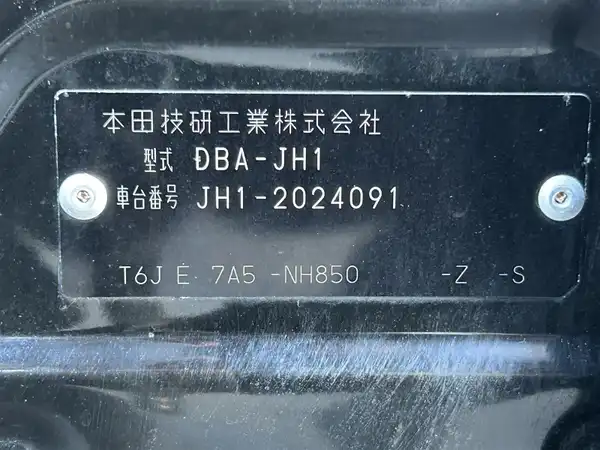 本田技研工業株式会社
型式 DBA-JH1
車台番号 JH1-2024091
T6J E 7A5 -NH850 -Z -S